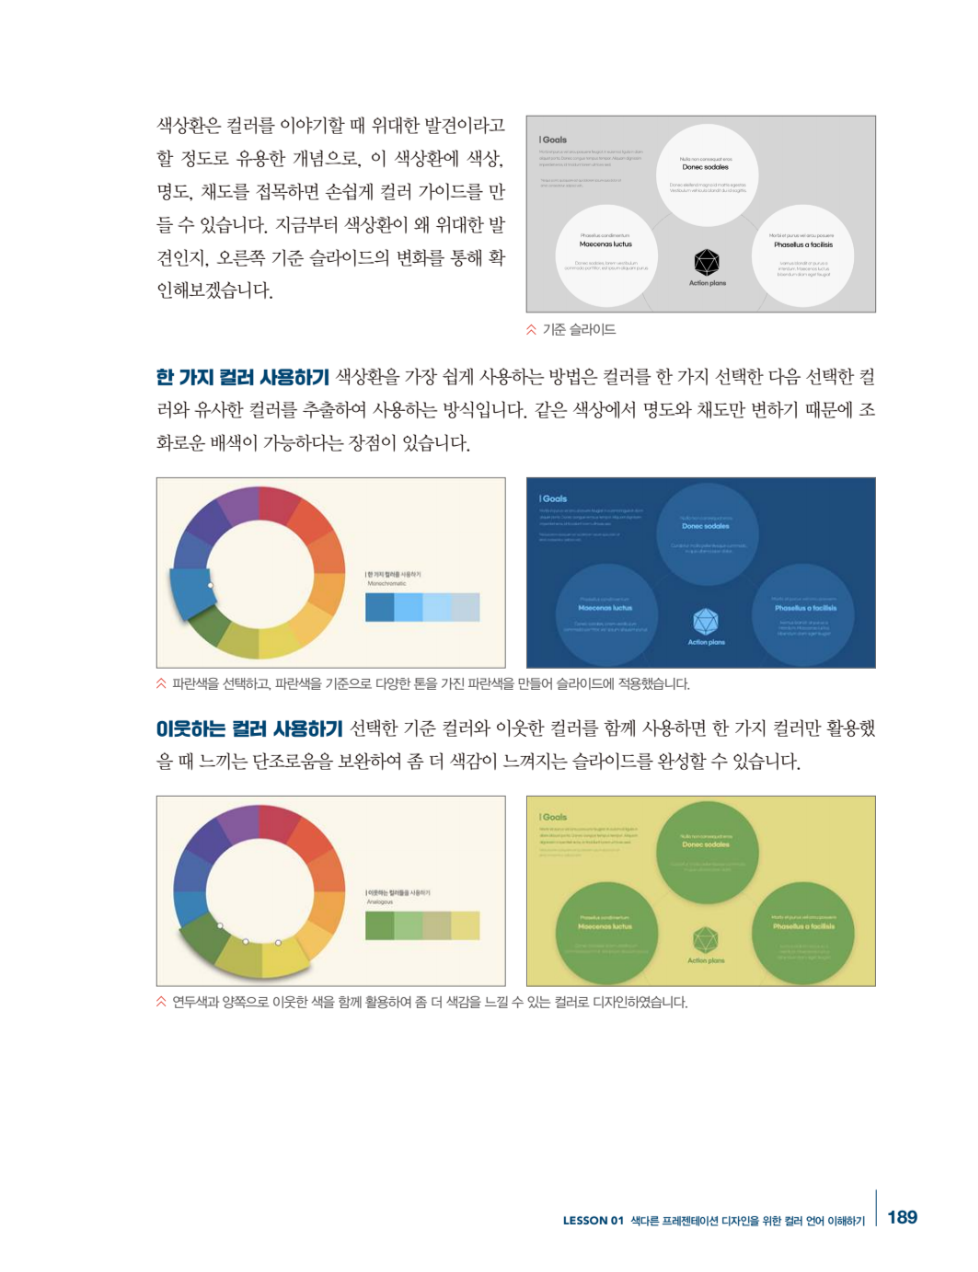 색상환은 컬러를 이야기할 때 위대한 발견이라고
할 정도로 유용한 개념으로, 이 색상환에 색상,
명도, 채도를 접목하면 손쉽게 컬러 가이드를 만
들 수 있습니다. 지금부터 색상환이 왜 위대한 발
견인지, 오른쪽 기준 슬라이드의 변화를 통해 확
인해보겠습니다.
Goals
Nulla non consequat eros
Donec sodales
Phasellus condimentum
Maecenas luctus
Morbi et purus vel arcu posuere
Phasellus a facilisis
Action plans
기준 슬라이드
한 가지 컬러 사용하기 색상환을 가장 쉽게 사용하는 방법은 컬러를 한 가지 선택한 다음 선택한 컬
러와 유사한 컬러를 추출하여 사용하는 방식입니다. 같은 색상에서 명도와 채도만 변하기 때문에 조
화로운 배색이 가능하다는 장점이 있습니다.
한 가지 컬러를 사용하기
Monochromatic
Goals
Donec sodales
Maecenas luctus
Phasellus a facilisis
Action plans
파란색을 선택하고, 파란색을 기준으로 다양한 톤을 가진 파란색을 만들어 슬라이드에 적용했습니다.
이웃하는 컬러 사용하기 선택한 기준 컬러와 이웃한 컬러를 함께 사용하면 한 가지 컬러만 활용했
을 때 느끼는 단조로움을 보완하여 좀 더 색감이 느껴지는 슬라이드를 완성할 수 있습니다.
이웃하는 컬러들을 사용하기
Analogous
Goals
Nulla non consequat eros
Donec sodales
Phasellus condimentum
Maecenas luctus
Morbi et purus vel arcu posuere
Phasellus a facilisis
Action plans
연두색과 양쪽으로 이웃한 색을 함께 활용하여 좀 더 색감을 느낄 수 있는 컬러로 디자인하였습니다.
LESSON 01 색다른 프레젠테이션 디자인을 위한 컬러 언어 이해하기
189